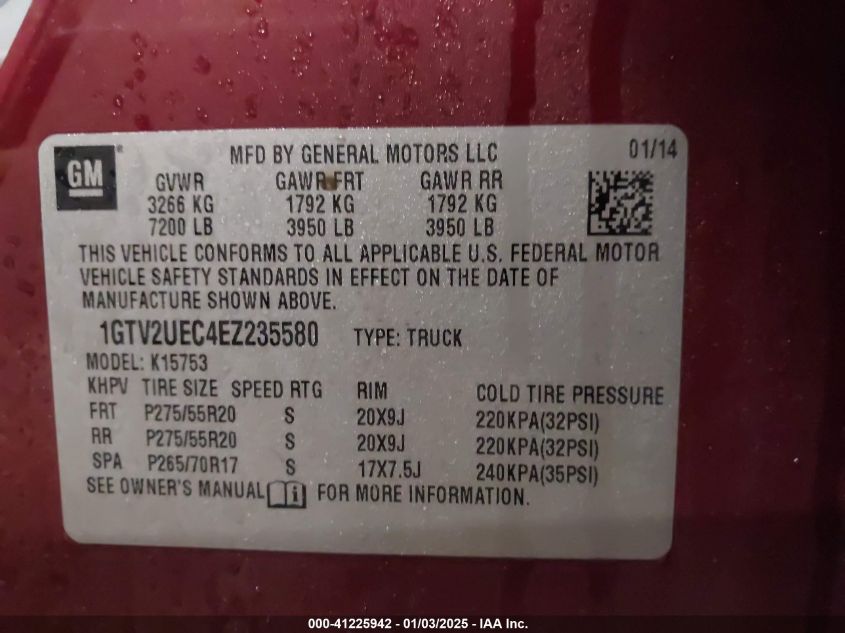 GM
MFD BY GENERAL MOTORS LLC 01/14
GVWR GAWR FRT GAWR RR
3266 KG 1792 KG 1792 KG
7200 LB 3950 LB 3950 LB
THIS VEHICLE CONFORMS TO ALL APPLICABLE U.S. FEDERAL MOTOR
VEHICLE SAFETY STANDARDS IN EFFECT ON THE DATE OF
MANUFACTURE SHOWN ABOVE.
1GTV2UEC4EZ235580 TYPE: TRUCK
MODEL: K15753
KHPV TIRE SIZE SPEED RTG RIM COLD TIRE PRESSURE
FRT P275/55R20 S 20X9J 220KPA(32PSI)
RR P275/55R20 S 20X9J 220KPA(32PSI)
SPA P265/70R17 S 17X7.5J 240KPA(35PSI)
SEE OWNER'S MANUAL FOR MORE INFORMATION.
000-41225942 - 01/03/2025 - IAA Inc.